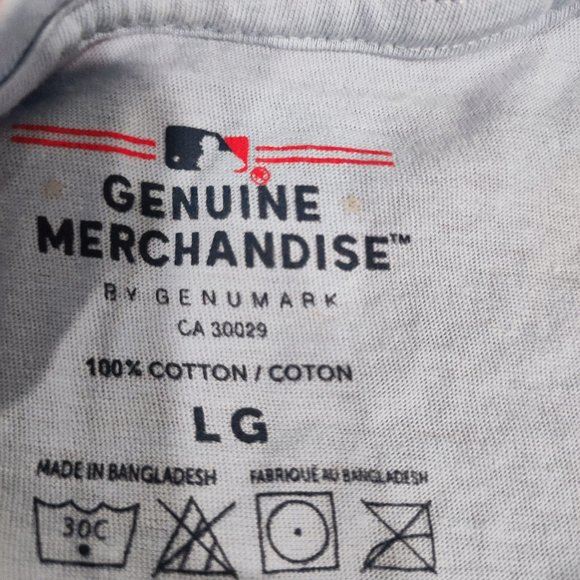 GENUINE
MERCHANDISE™
BY GENUMARK
CA 30029
100% COTTON / COTON
LG
MADE IN BANGLADESH FABRIQUÉ AU BANGLADESH
30C